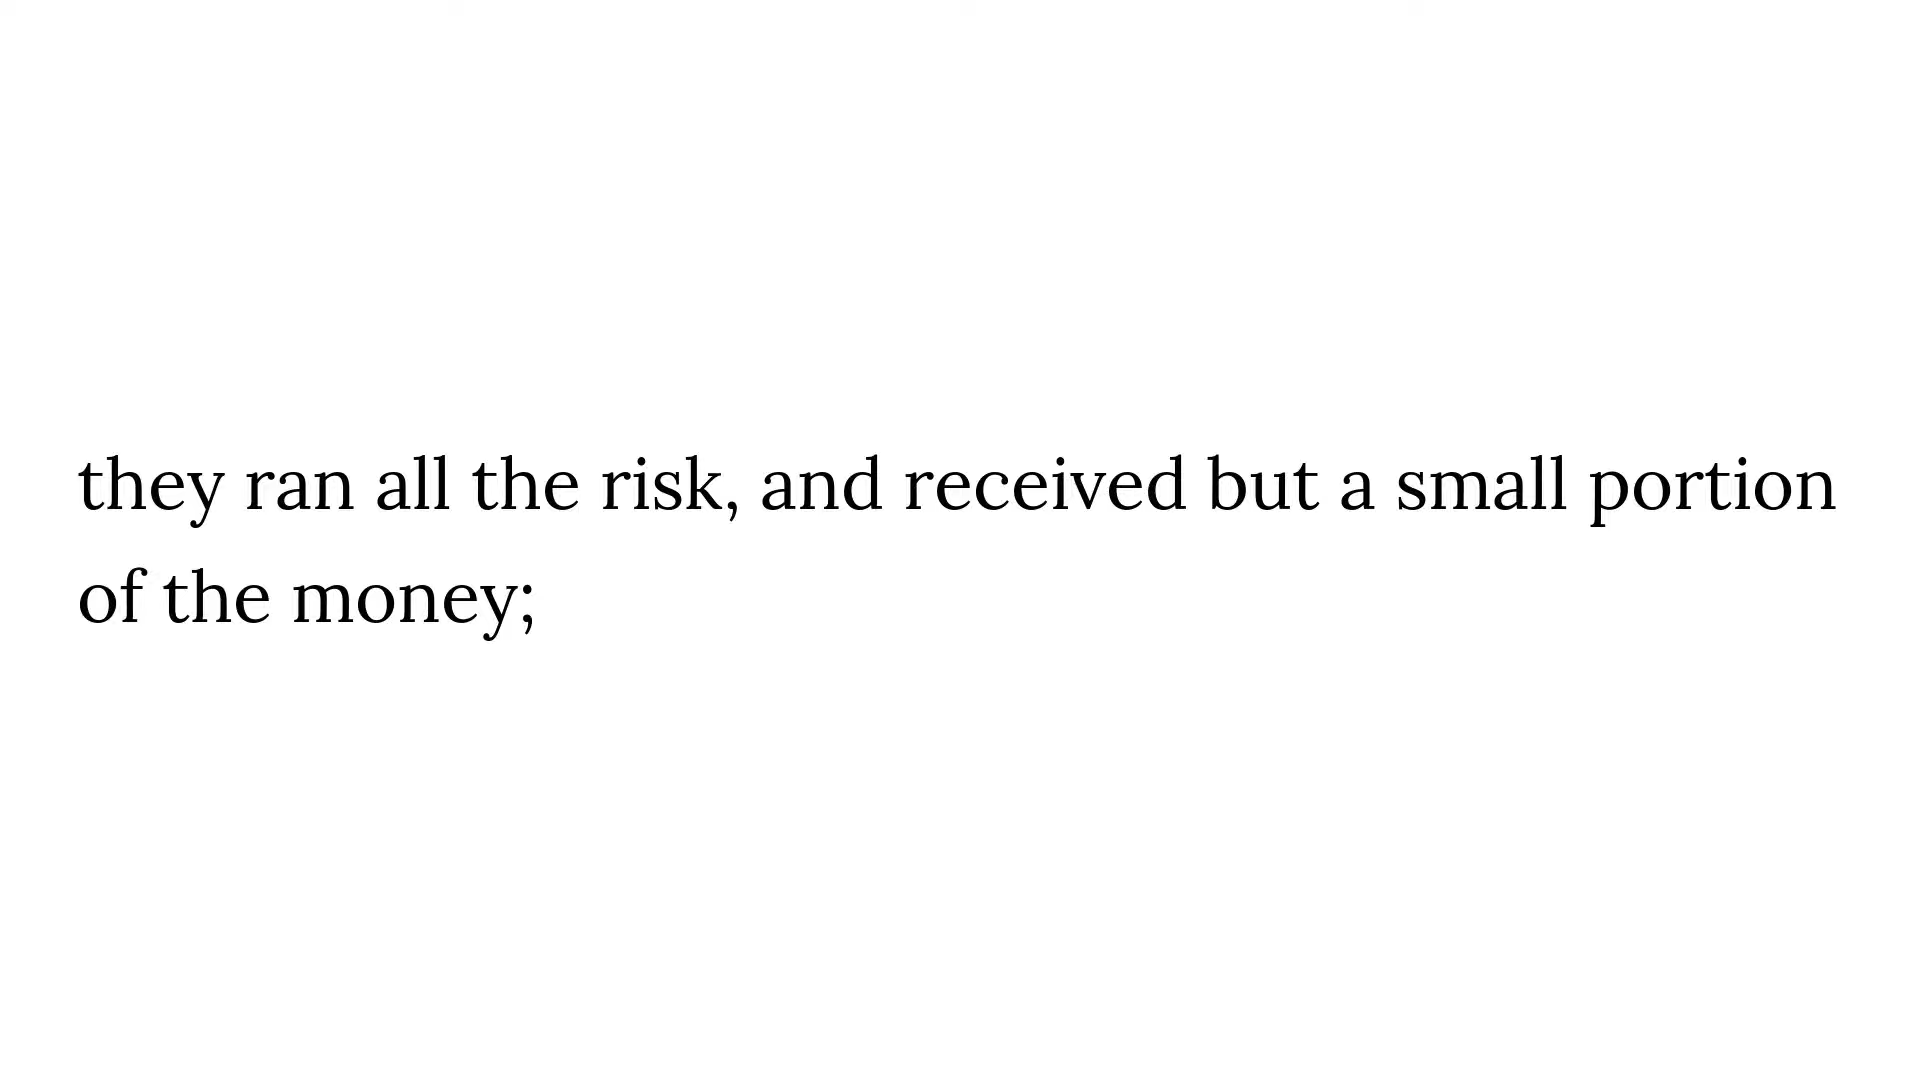 they ran all the risk, and received but a small portion
of the money;